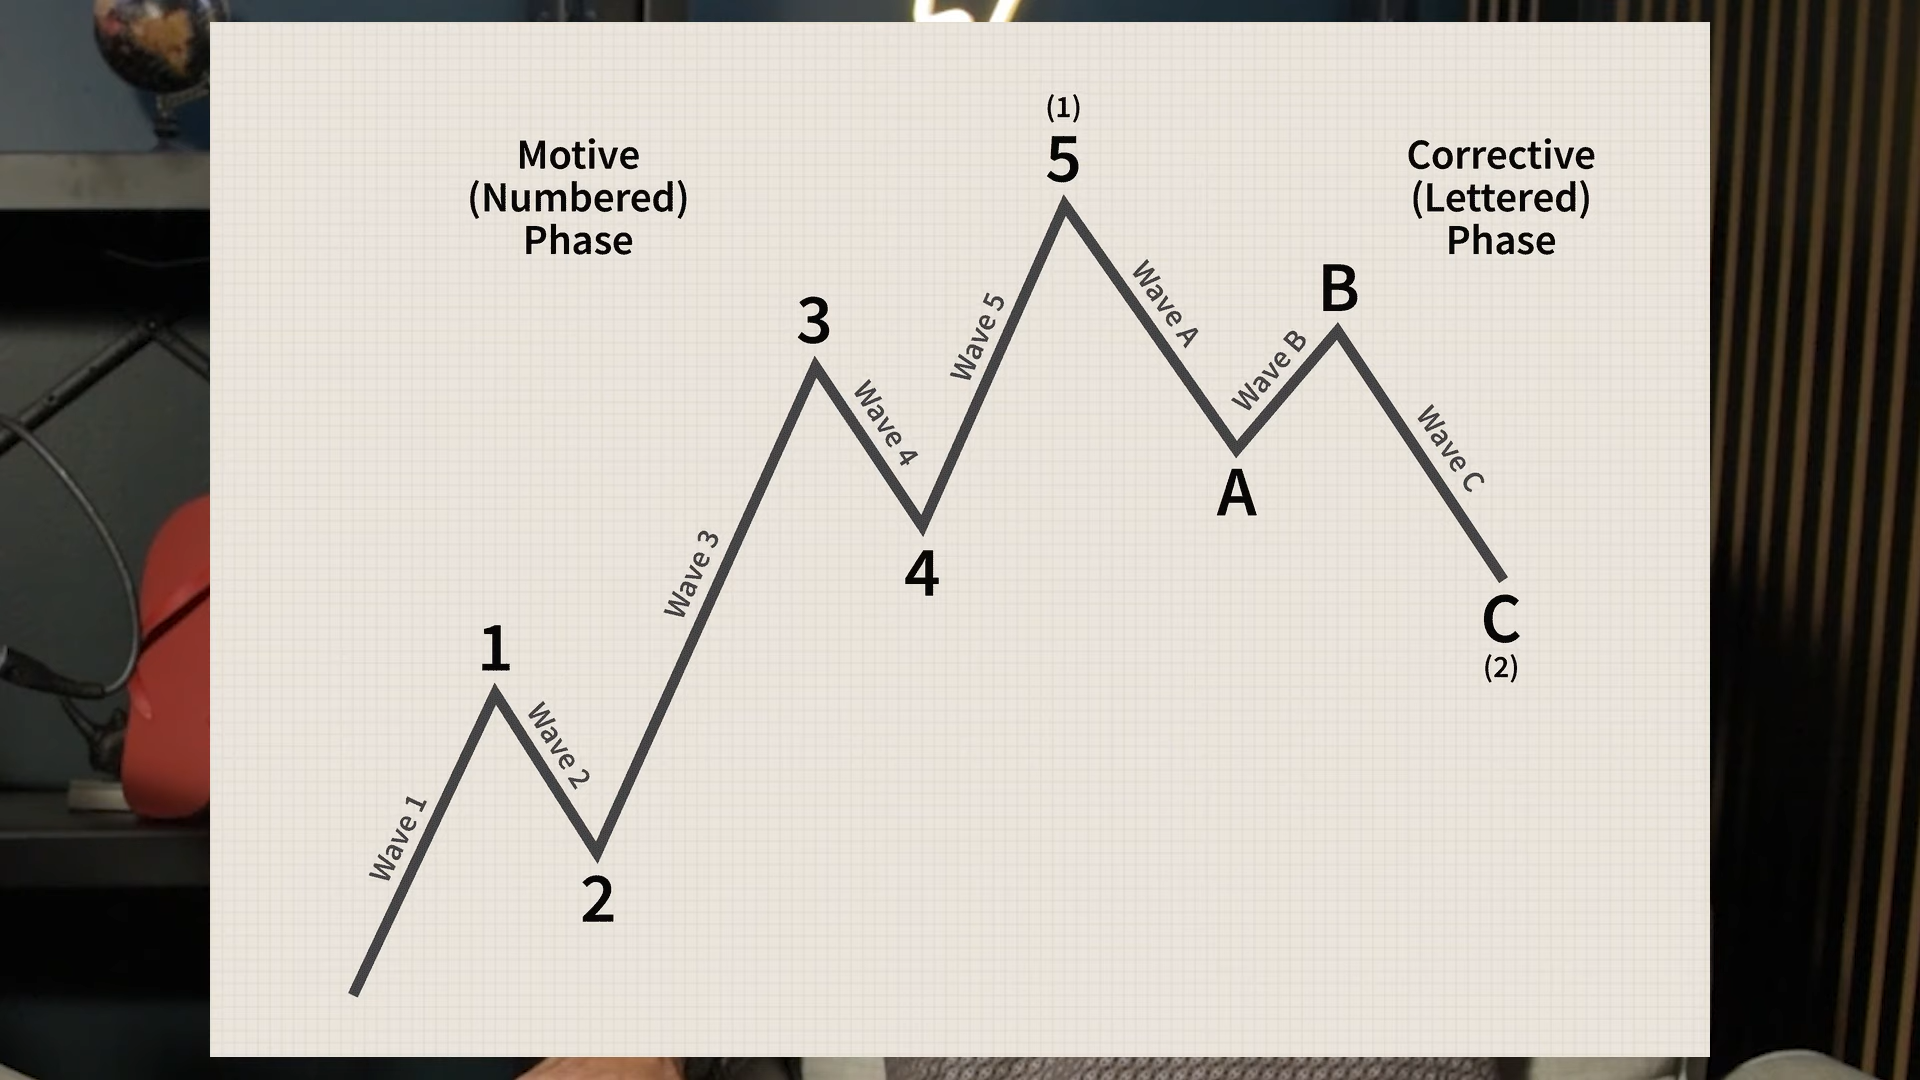 Motive
(Numbered)
Phase
(1)
5
Corrective
(Lettered)
Phase
3
B
Wave 5
Wave A
Wave B
Wave 4
Wave C
A
4
Wave 3
C
(2)
1
Wave 2
Wave 1
2